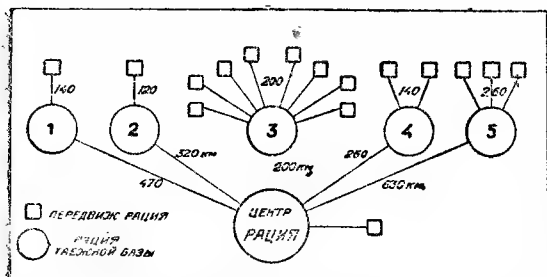 140
120
200
140
260
1
2
3
4
5
320 км
200 км
260
470
630 км
ЦЕНТР
РАЦИЯ
ПЕРЕДВИЖ РАЦИЯ
РАЦИЯ
ТАЕЖНОЙ БАЗЫ